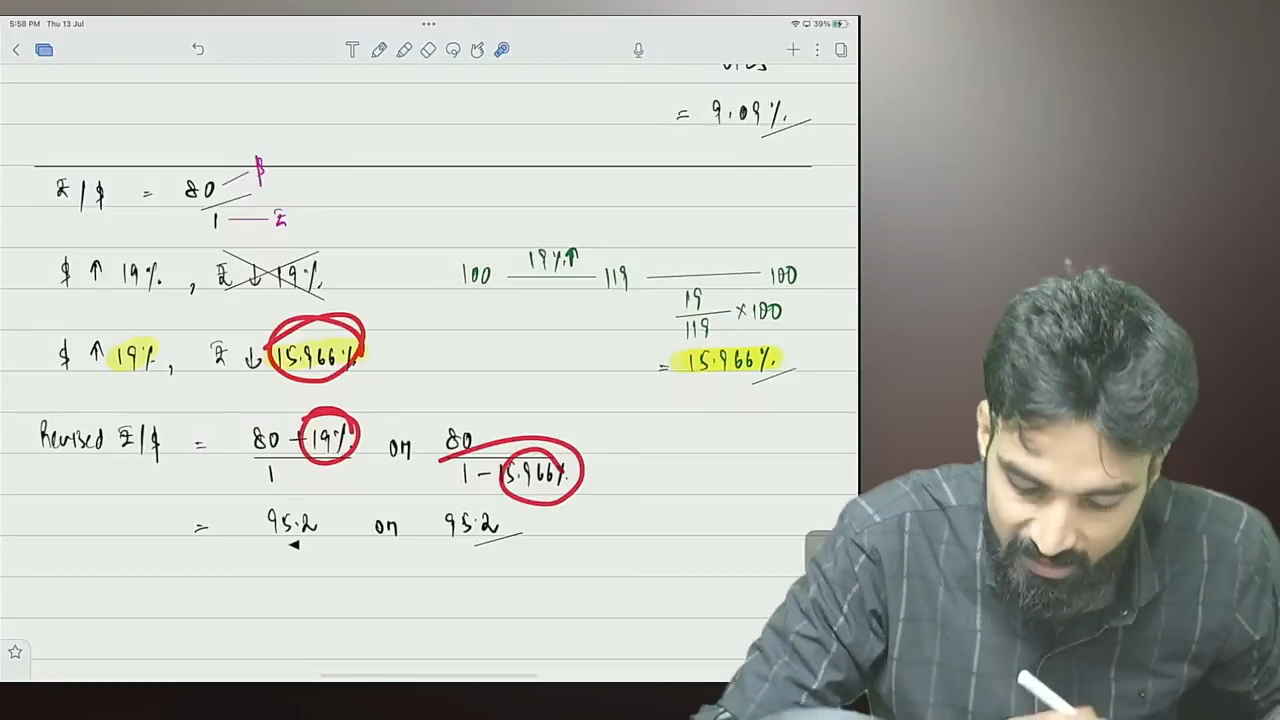 5:58 PM Thu 13 Jul
39%
= 9.09%
₹/$ = 80 $
1 ₹
$ ↑ 19%, ₹ ↓ 19%
100 19%↑ 119 100
19
119 × 100
$ ↑ 19%, ₹ ↓ 15.966%
= 15.966%
Revised ₹/$ = 80 + 19% or 80
1 1 - 15.966%
= 95.2 or 95.2